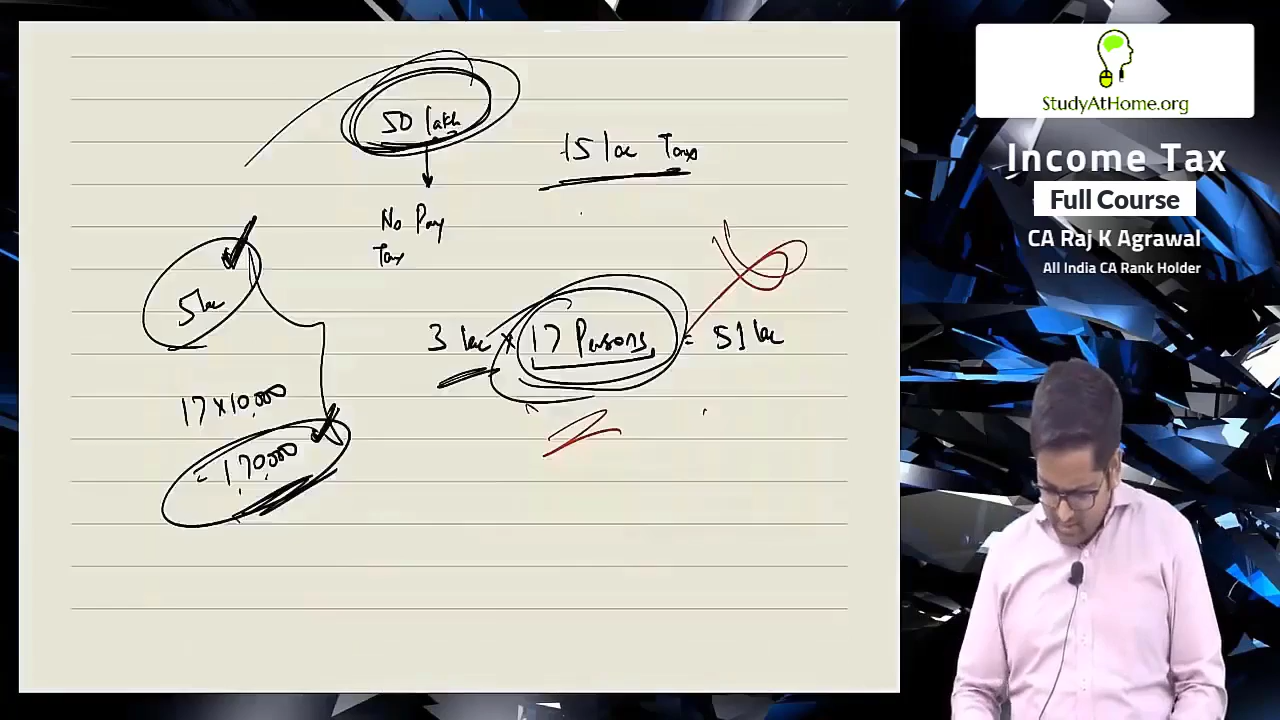 50 lakh
15 lac Tax
No Pay
Tax
5 lac
3 lac × 17 Persons = 51 lac
17 × 10,000
= 1,70,000
StudyAtHome.org
Income Tax
Full Course
CA Raj K Agrawal
All India CA Rank Holder